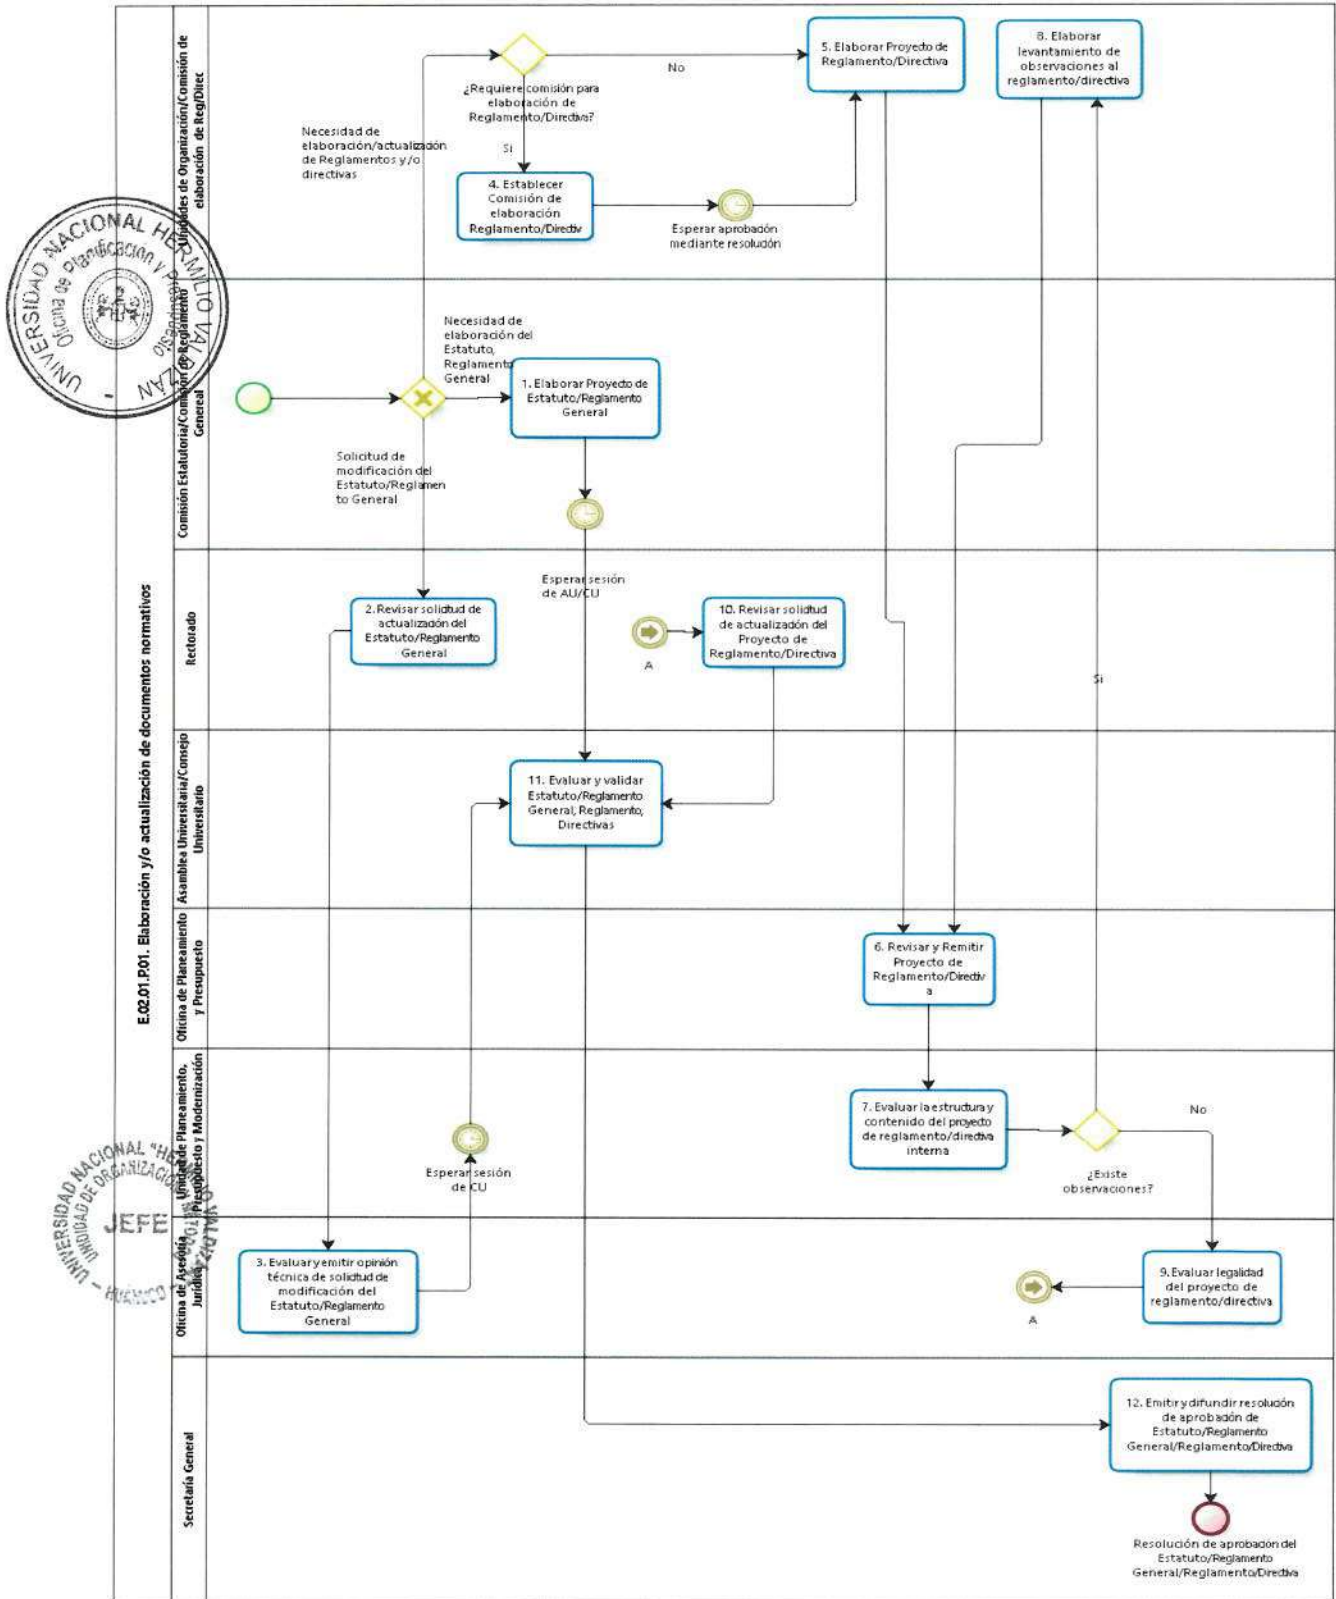 E.02.01.P.01. Elaboración y/o actualización de documentos normativos
Unidades de Organización/Comisión de
elaboración de Reg/Direc
¿Requiere comisión para
elaboración de
Reglamento/Directiva?
No
Si
Necesidad de
elaboración/actualización
de Reglamentos y/o
directivas
4. Establecer
Comisión de
elaboración
Reglamento/Directiv
Esperar aprobación
mediante resolución
5. Elaborar Proyecto de
Reglamento/Directiva
8. Elaborar
levantamiento de
observaciones al
reglamento/directiva
Comisión Estatutoria/Comisión de Reglamento
Genereal
Necesidad de
elaboración del
Estatuto,
Reglamento
General
1. Elaborar Proyecto de
Estatuto/Reglamento
General
Solicitud de
modificación del
Estatuto/Reglamen
to General
Esperar sesión
de AU/CU
Rectorado
2. Revisar solicitud de
actualización del
Estatuto/Reglamento
General
A
10. Revisar solicitud
de actualización del
Proyecto de
Reglamento/Directiva
Si
Asamblea Universitaria/Consejo
Universitario
11. Evaluar y validar
Estatuto/Reglamento
General, Reglamento,
Directivas
Oficina de Planeamiento
y Presupuesto
6. Revisar y Remitir
Proyecto de
Reglamento/Directiv
a
Unidad de Planeamiento,
Presupuesto y Modernización
Esperar sesión
de CU
7. Evaluar la estructura y
contenido del proyecto
de reglamento/directiva
interna
¿Existe
observaciones?
No
Oficina de Asesoría
Jurídica
3. Evaluar y emitir opinión
técnica de solicitud de
modificación del
Estatuto/Reglamento
General
A
9. Evaluar legalidad
del proyecto de
reglamento/directiva
Secretaría General
12. Emitir y difundir resolución
de aprobación de
Estatuto/Reglamento
General/Reglamento/Directiva
Resolución de aprobación del
Estatuto/Reglamento
General/Reglamento/Directiva
UNIVERSIDAD NACIONAL HERMILIO VALDIZÁN
Oficina de Planificación y Presupuesto
UNIVERSIDAD NACIONAL
UNIDAD DE ORGANIZACIÓN
JEFE
HUÁNUCO